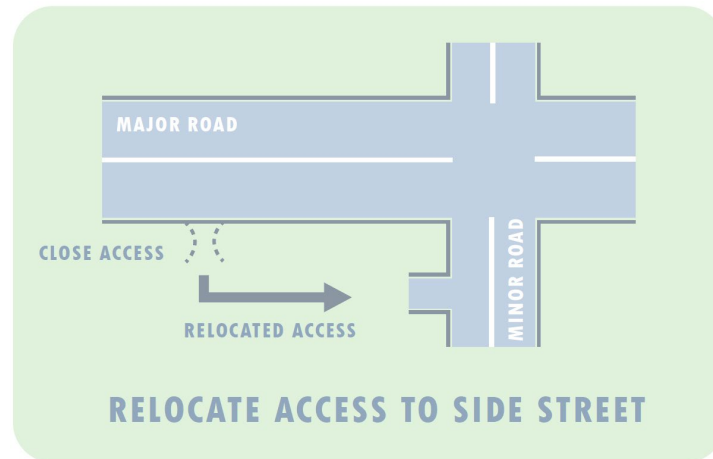 MAJOR ROAD
CLOSE ACCESS
RELOCATED ACCESS
MINOR ROAD
RELOCATE ACCESS TO SIDE STREET